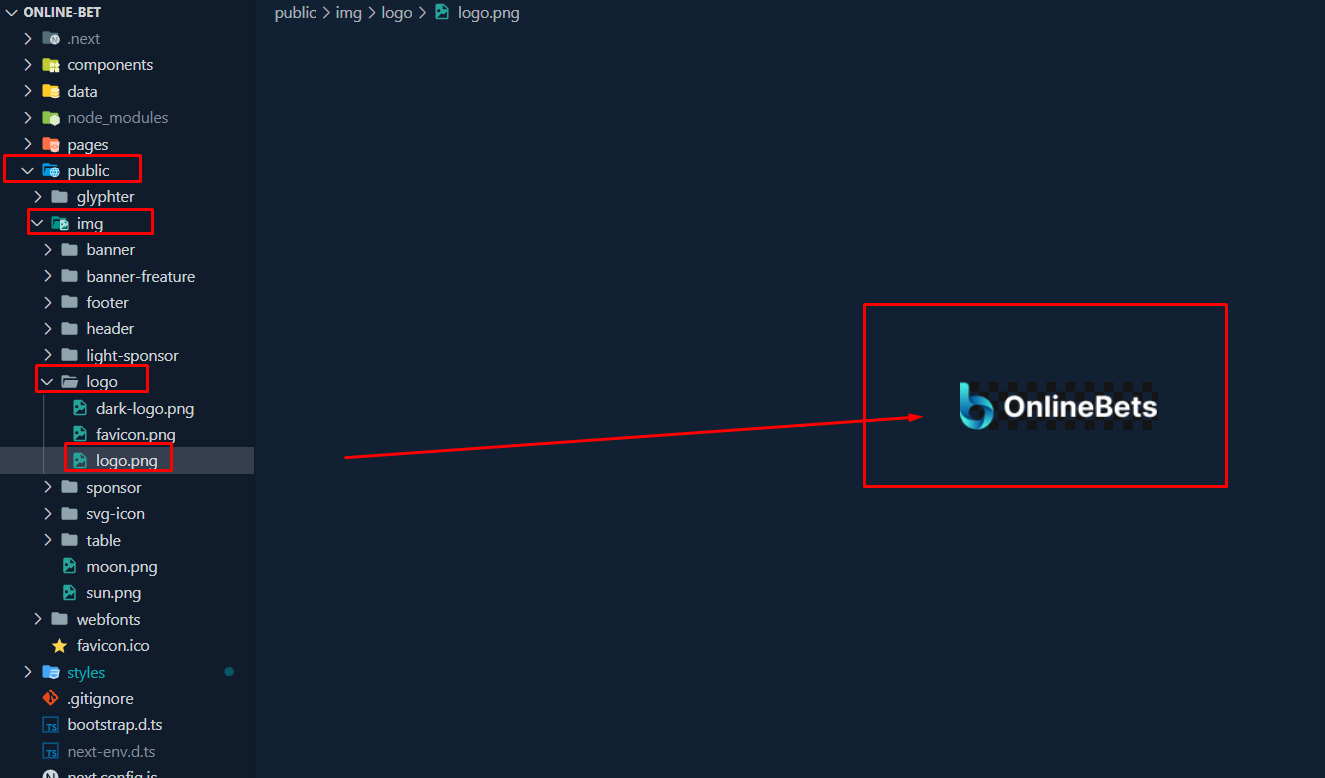 ONLINE-BET
.next
components
data
node_modules
pages
public
glyphter
img
banner
banner-freature
footer
header
light-sponsor
logo
dark-logo.png
favicon.png
logo.png
sponsor
svg-icon
table
moon.png
sun.png
webfonts
favicon.ico
styles
.gitignore
TS bootstrap.d.ts
TS next-env.d.ts
N next.config.js
public > img > logo > logo.png
OnlineBets